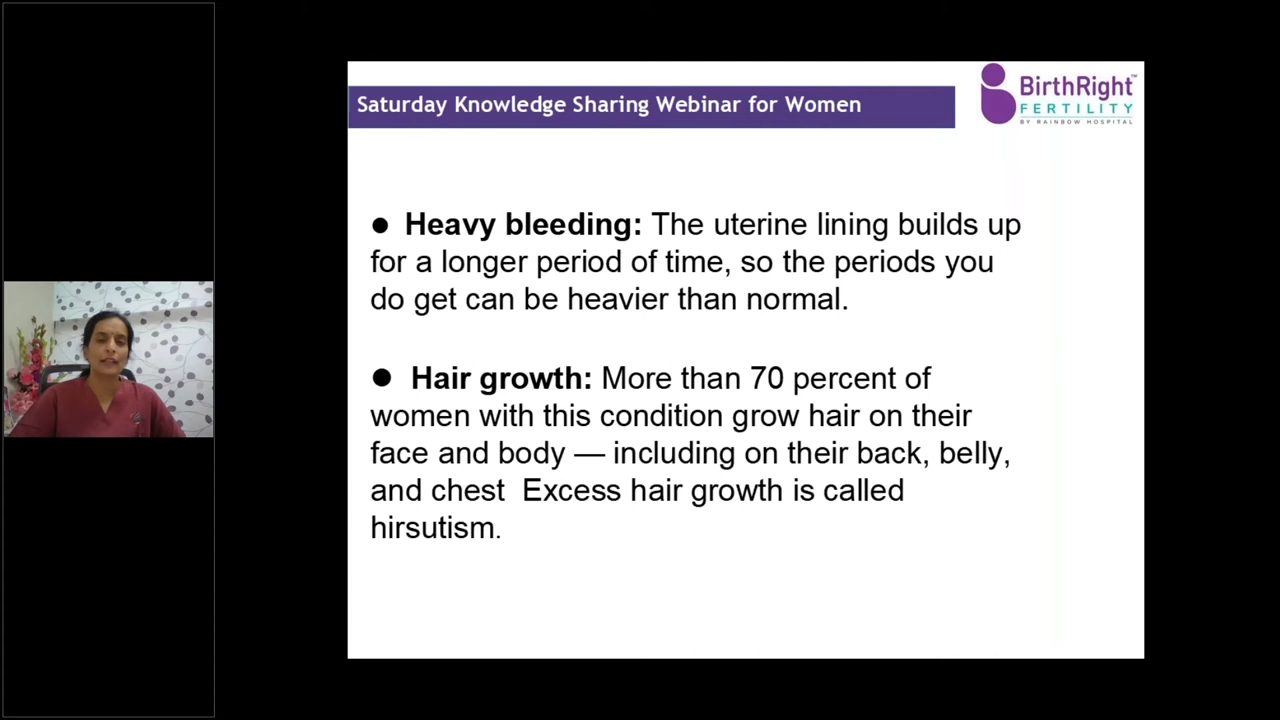 Saturday Knowledge Sharing Webinar for Women
BirthRight™
FERTILITY
BY RAINBOW HOSPITAL
● Heavy bleeding: The uterine lining builds up
for a longer period of time, so the periods you
do get can be heavier than normal.
● Hair growth: More than 70 percent of
women with this condition grow hair on their
face and body — including on their back, belly,
and chest  Excess hair growth is called
hirsutism.